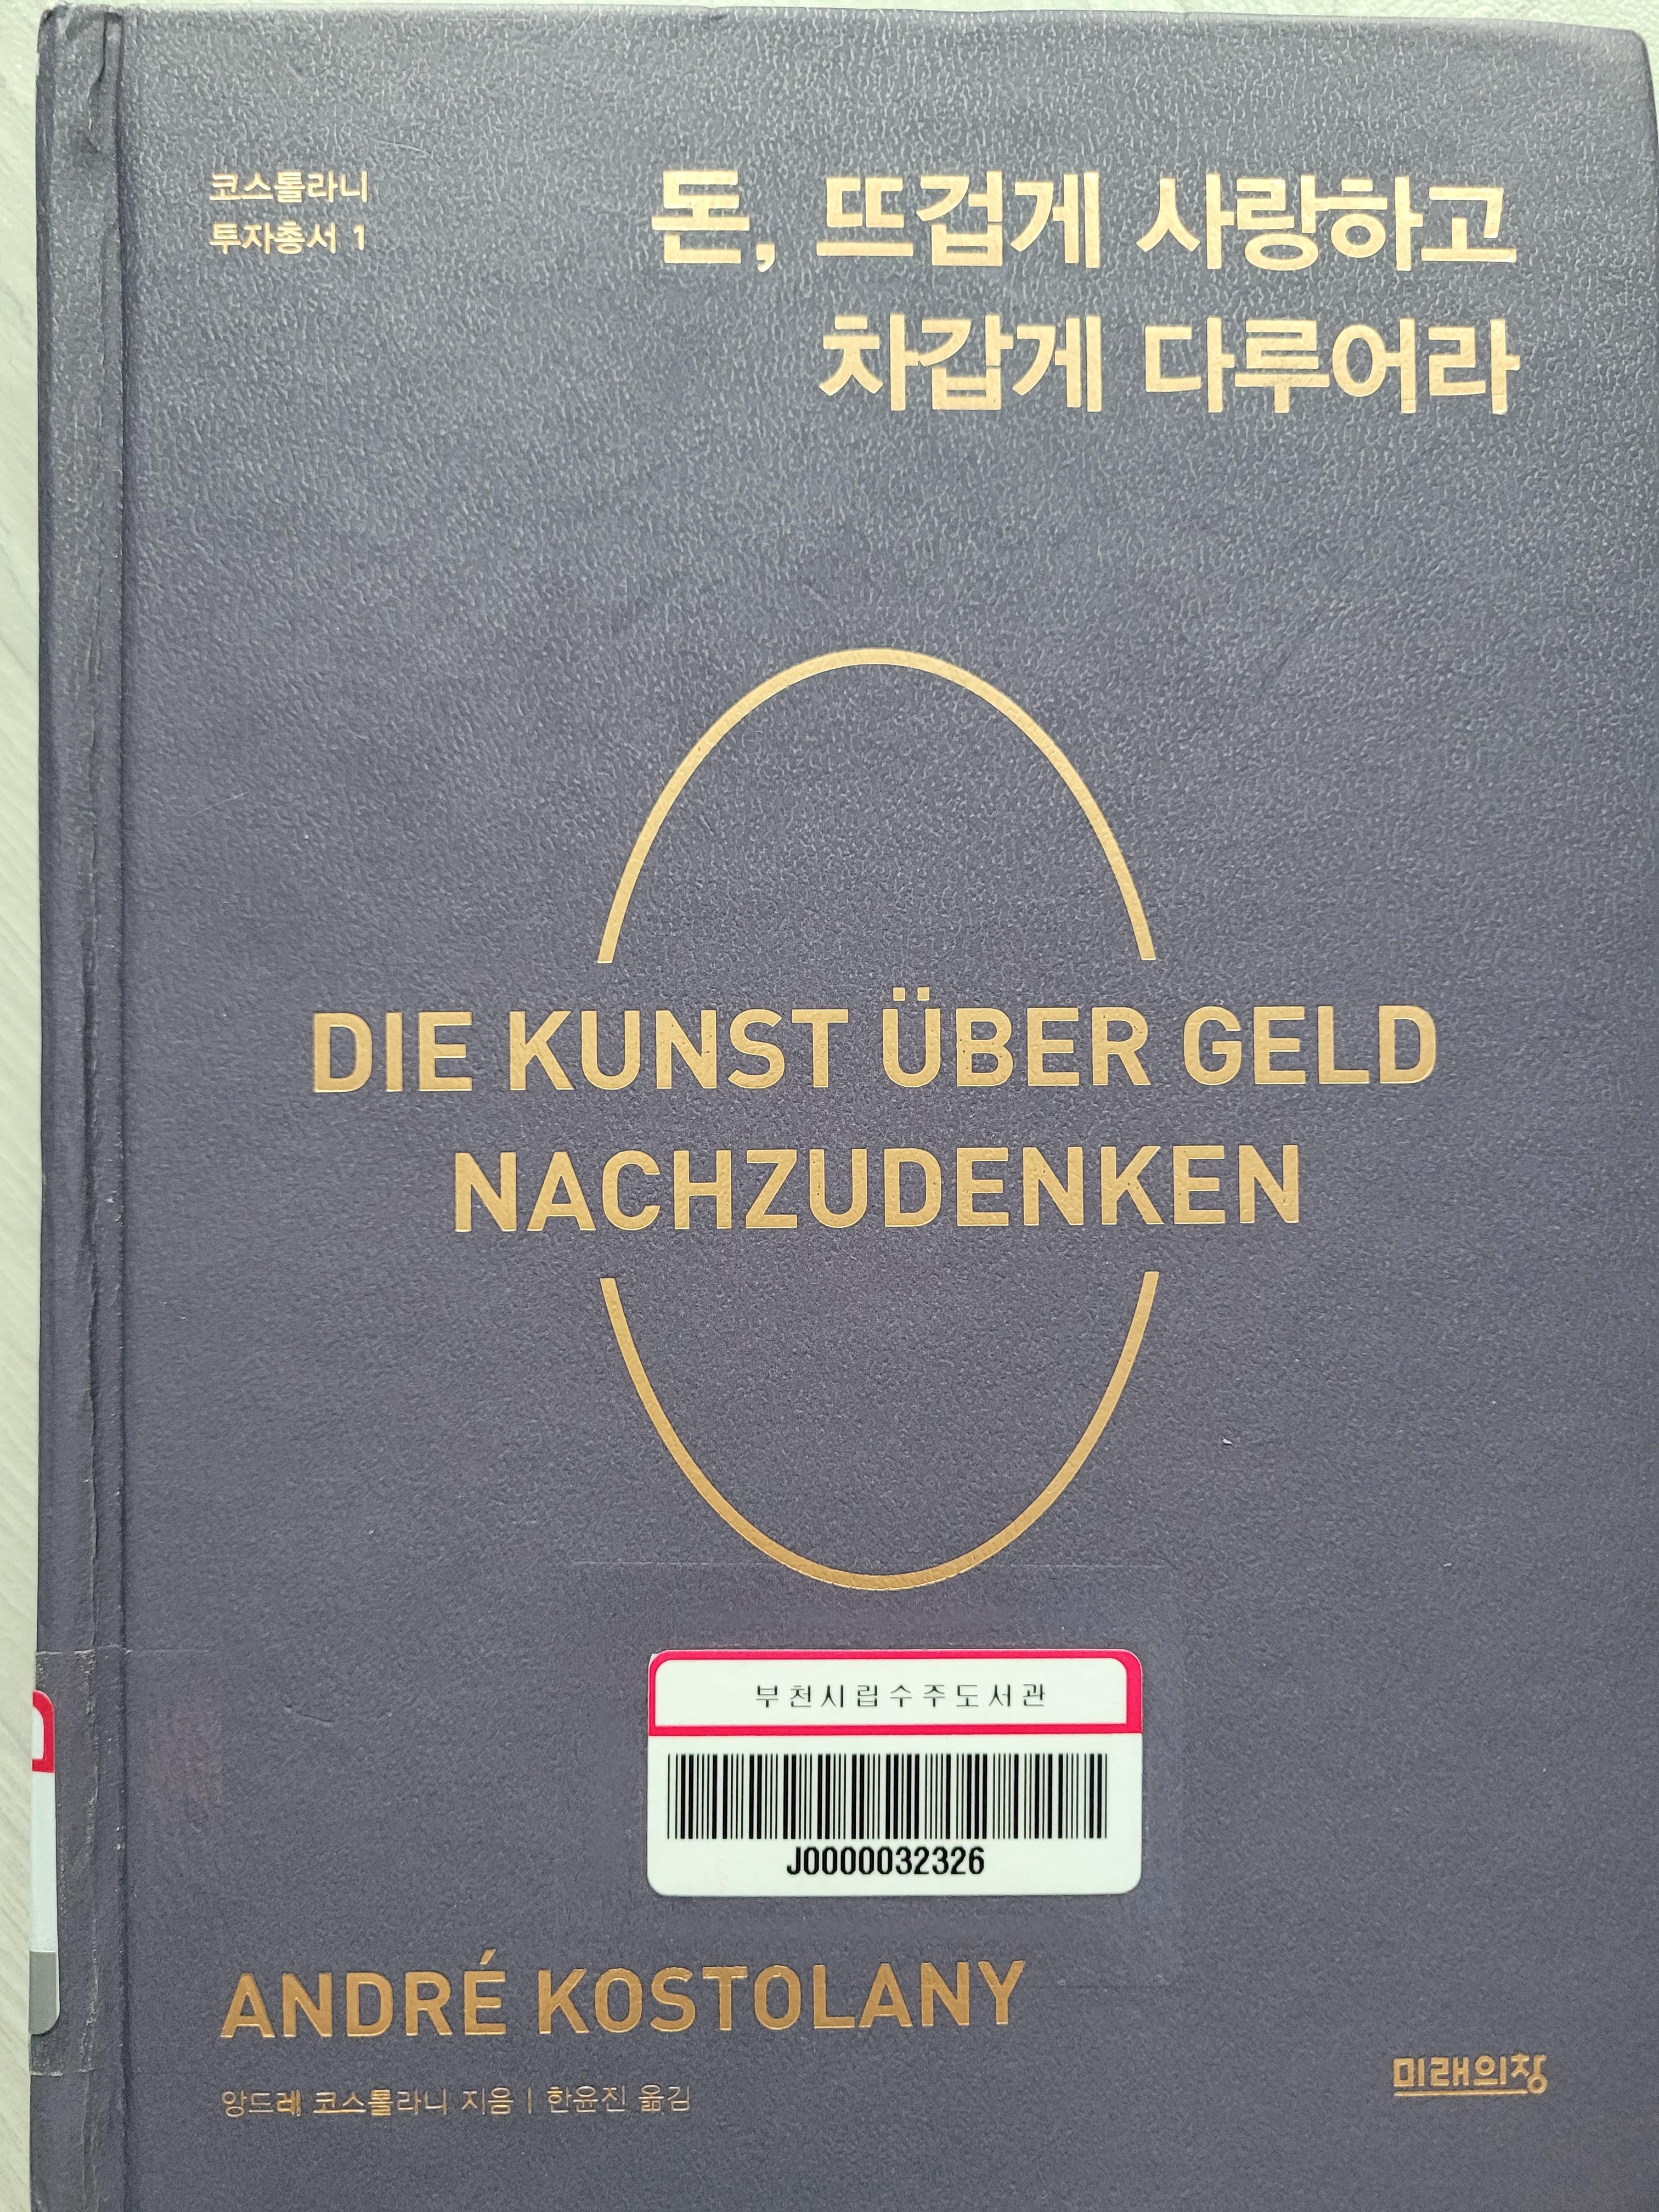 코스톨라니
투자총서 1
돈, 뜨겁게 사랑하고
차갑게 다루어라
DIE KUNST ÜBER GELD
NACHZUDENKEN
부천시립수주도서관
J0000032326
ANDRÉ KOSTOLANY
앙드레 코스톨라니 지음 | 한윤진 옮김
미래의창